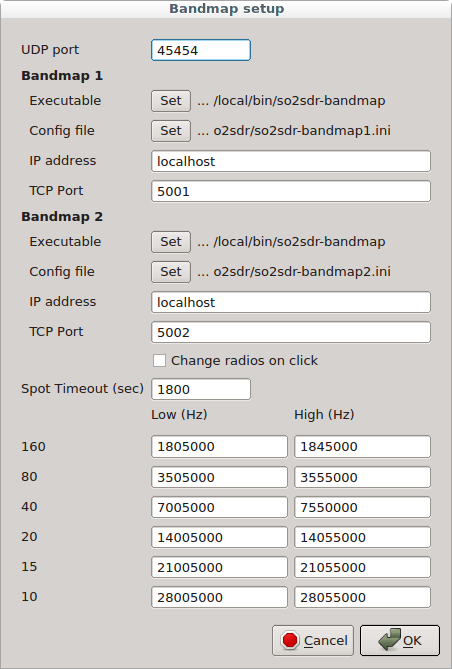 Bandmap setup
UDP port 45454
Bandmap 1
Executable Set ... /local/bin/so2sdr-bandmap
Config file Set ... o2sdr/so2sdr-bandmap1.ini
IP address localhost
TCP Port 5001
Bandmap 2
Executable Set ... /local/bin/so2sdr-bandmap
Config file Set ... o2sdr/so2sdr-bandmap2.ini
IP address localhost
TCP Port 5002
Change radios on click
Spot Timeout (sec) 1800
Low (Hz) High (Hz)
160 1805000 1845000
80 3505000 3555000
40 7005000 7550000
20 14005000 14055000
15 21005000 21055000
10 28005000 28055000
Cancel OK